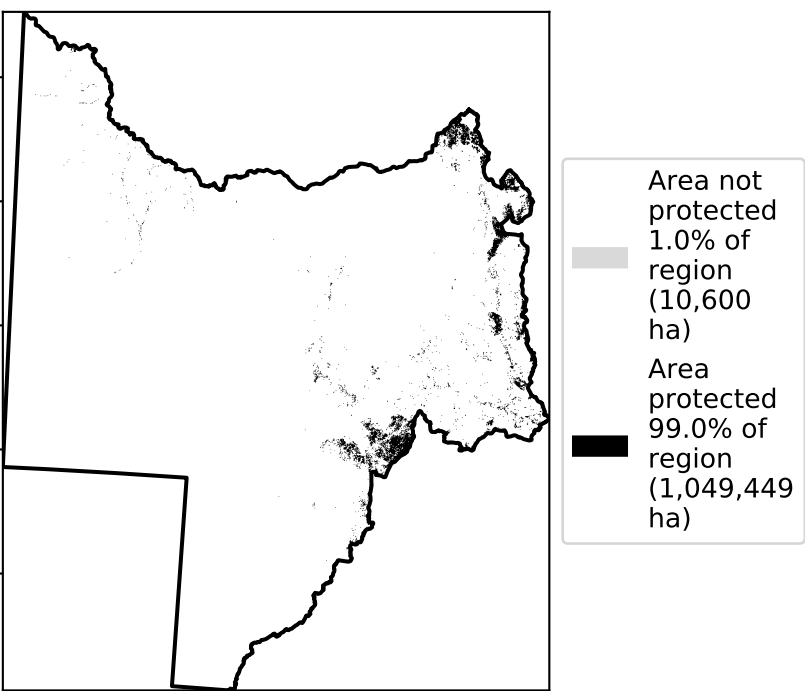 Area not
protected
1.0% of
region
(10,600
ha)
Area
protected
99.0% of
region
(1,049,449
ha)